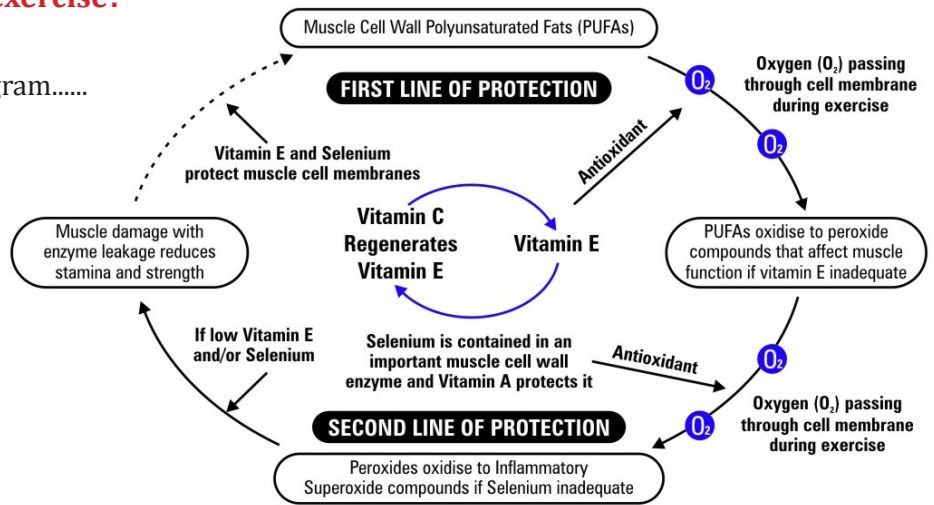 exercise?
gram......
Muscle Cell Wall Polyunsaturated Fats (PUFAs)
FIRST LINE OF PROTECTION
O₂
Oxygen (O₂) passing
through cell membrane
during exercise
O₂
Antioxidant
Vitamin E and Selenium
protect muscle cell membranes
Vitamin C
Regenerates
Vitamin E
Vitamin E
Muscle damage with
enzyme leakage reduces
stamina and strength
PUFAs oxidise to peroxide
compounds that affect muscle
function if vitamin E inadequate
If low Vitamin E
and/or Selenium
Selenium is contained in an
important muscle cell wall
enzyme and Vitamin A protects it
Antioxidant
O₂
Oxygen (O₂) passing
through cell membrane
during exercise
O₂
SECOND LINE OF PROTECTION
Peroxides oxidise to Inflammatory
Superoxide compounds if Selenium inadequate